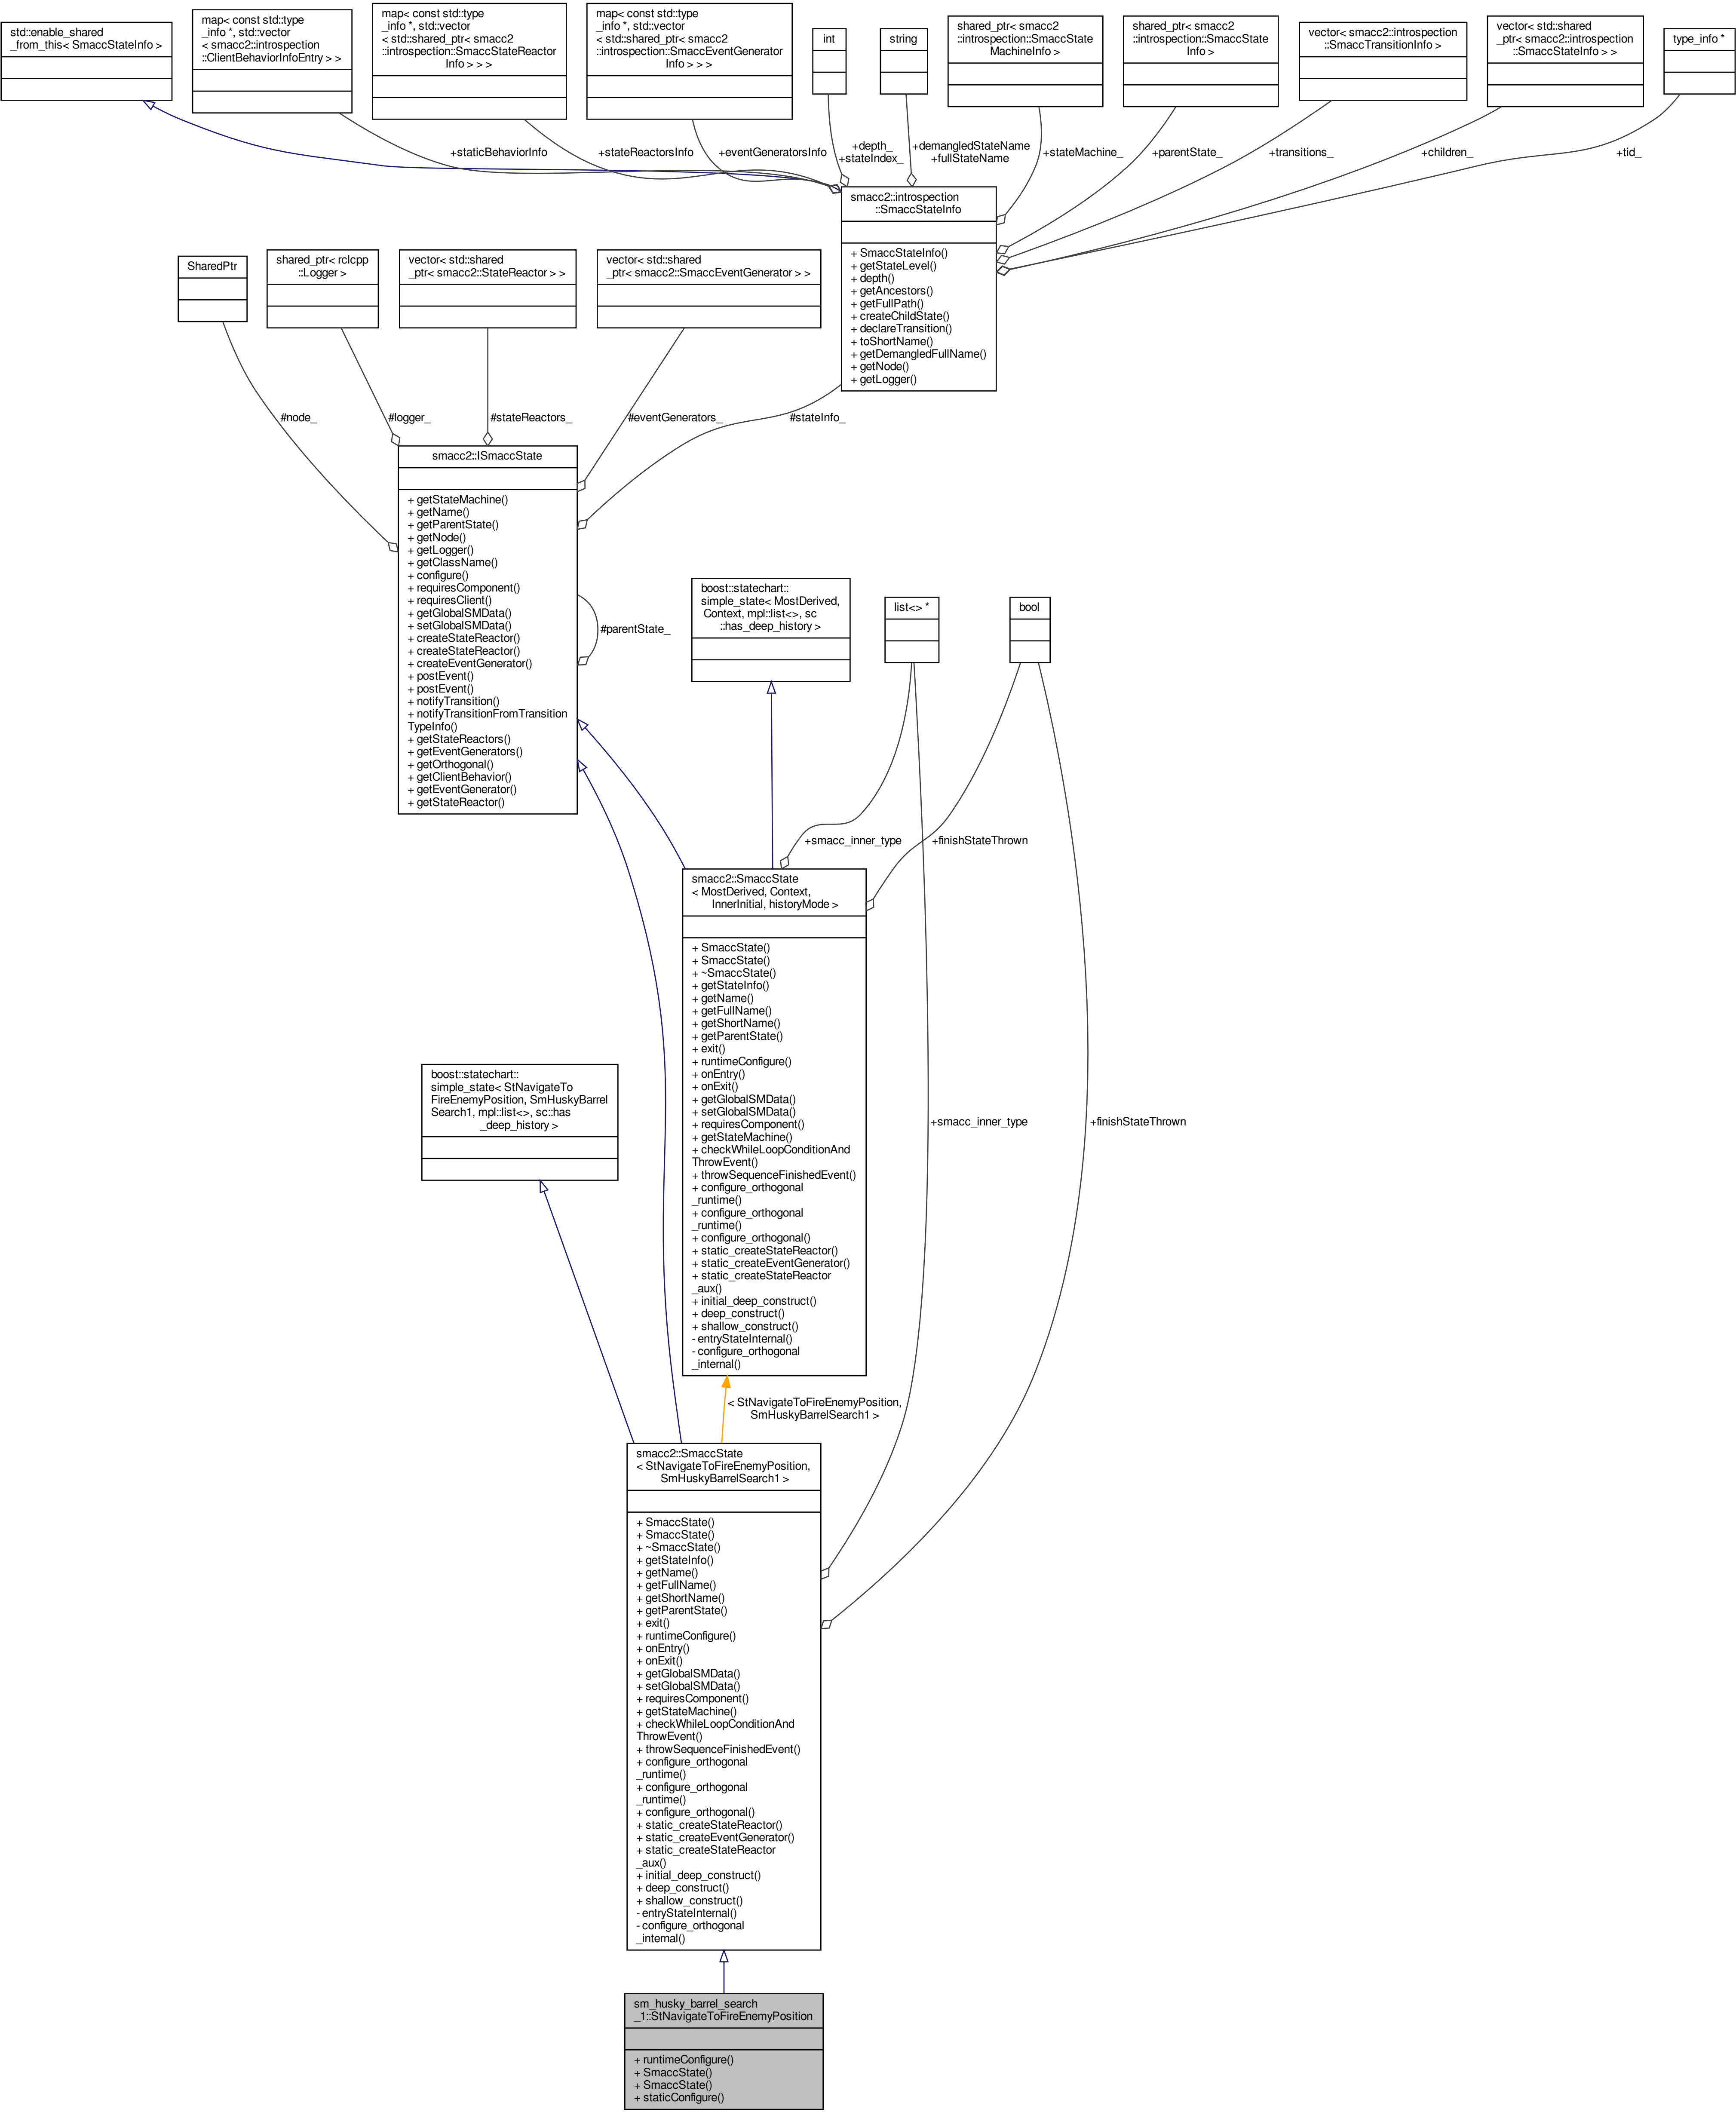 std::enable_shared
_from_this< SmaccStateInfo >
map< const std::type
_info *, std::vector
< smacc2::introspection
::ClientBehaviorInfoEntry > >
map< const std::type
_info *, std::vector
< std::shared_ptr< smacc2
::introspection::SmaccStateReactor
Info > > >
map< const std::type
_info *, std::vector
< std::shared_ptr< smacc2
::introspection::SmaccEventGenerator
Info > > >
int
string
shared_ptr< smacc2
::introspection::SmaccState
MachineInfo >
shared_ptr< smacc2
::introspection::SmaccState
Info >
vector< smacc2::introspection
::SmaccTransitionInfo >
vector< std::shared
_ptr< smacc2::introspection
::SmaccStateInfo > >
type_info *
+staticBehaviorInfo
+stateReactorsInfo
+eventGeneratorsInfo
+depth_
+stateIndex_
+demangledStateName
+fullStateName
+stateMachine_
+parentState_
+transitions_
+children_
+tid_
smacc2::introspection
::SmaccStateInfo
+ SmaccStateInfo()
+ getStateLevel()
+ depth()
+ getAncestors()
+ getFullPath()
+ createChildState()
+ declareTransition()
+ toShortName()
+ getDemangledFullName()
+ getNode()
+ getLogger()
SharedPtr
shared_ptr< rclcpp
::Logger >
vector< std::shared
_ptr< smacc2::StateReactor > >
vector< std::shared
_ptr< smacc2::SmaccEventGenerator > >
#node_
#logger_
#stateReactors_
#eventGenerators_
#stateInfo_
smacc2::ISmaccState
+ getStateMachine()
+ getName()
+ getParentState()
+ getNode()
+ getLogger()
+ getClassName()
+ configure()
+ requiresComponent()
+ requiresClient()
+ getGlobalSMData()
+ setGlobalSMData()
+ createStateReactor()
+ createStateReactor()
+ createEventGenerator()
+ postEvent()
+ postEvent()
+ notifyTransition()
+ notifyTransitionFromTransition
TypeInfo()
+ getStateReactors()
+ getEventGenerators()
+ getOrthogonal()
+ getClientBehavior()
+ getEventGenerator()
+ getStateReactor()
#parentState_
boost::statechart::
simple_state< MostDerived,
Context, mpl::list<>, sc
::has_deep_history >
list<> *
bool
+smacc_inner_type
+finishStateThrown
smacc2::SmaccState
< MostDerived, Context,
InnerInitial, historyMode >
+ SmaccState()
+ SmaccState()
+ ~SmaccState()
+ getStateInfo()
+ getName()
+ getFullName()
+ getShortName()
+ getParentState()
+ exit()
+ runtimeConfigure()
+ onEntry()
+ onExit()
+ getGlobalSMData()
+ setGlobalSMData()
+ requiresComponent()
+ getStateMachine()
+ checkWhileLoopConditionAnd
ThrowEvent()
+ throwSequenceFinishedEvent()
+ configure_orthogonal
_runtime()
+ configure_orthogonal
_runtime()
+ configure_orthogonal()
+ static_createStateReactor()
+ static_createEventGenerator()
+ static_createStateReactor
_aux()
+ initial_deep_construct()
+ deep_construct()
+ shallow_construct()
- entryStateInternal()
- configure_orthogonal
_internal()
boost::statechart::
simple_state< StNavigateTo
FireEnemyPosition, SmHuskyBarrel
Search1, mpl::list<>, sc::has
_deep_history >
+smacc_inner_type
+finishStateThrown
< StNavigateToFireEnemyPosition,
SmHuskyBarrelSearch1 >
smacc2::SmaccState
< StNavigateToFireEnemyPosition,
SmHuskyBarrelSearch1 >
+ SmaccState()
+ SmaccState()
+ ~SmaccState()
+ getStateInfo()
+ getName()
+ getFullName()
+ getShortName()
+ getParentState()
+ exit()
+ runtimeConfigure()
+ onEntry()
+ onExit()
+ getGlobalSMData()
+ setGlobalSMData()
+ requiresComponent()
+ getStateMachine()
+ checkWhileLoopConditionAnd
ThrowEvent()
+ throwSequenceFinishedEvent()
+ configure_orthogonal
_runtime()
+ configure_orthogonal
_runtime()
+ configure_orthogonal()
+ static_createStateReactor()
+ static_createEventGenerator()
+ static_createStateReactor
_aux()
+ initial_deep_construct()
+ deep_construct()
+ shallow_construct()
- entryStateInternal()
- configure_orthogonal
_internal()
sm_husky_barrel_search
_1::StNavigateToFireEnemyPosition
+ runtimeConfigure()
+ SmaccState()
+ SmaccState()
+ staticConfigure()